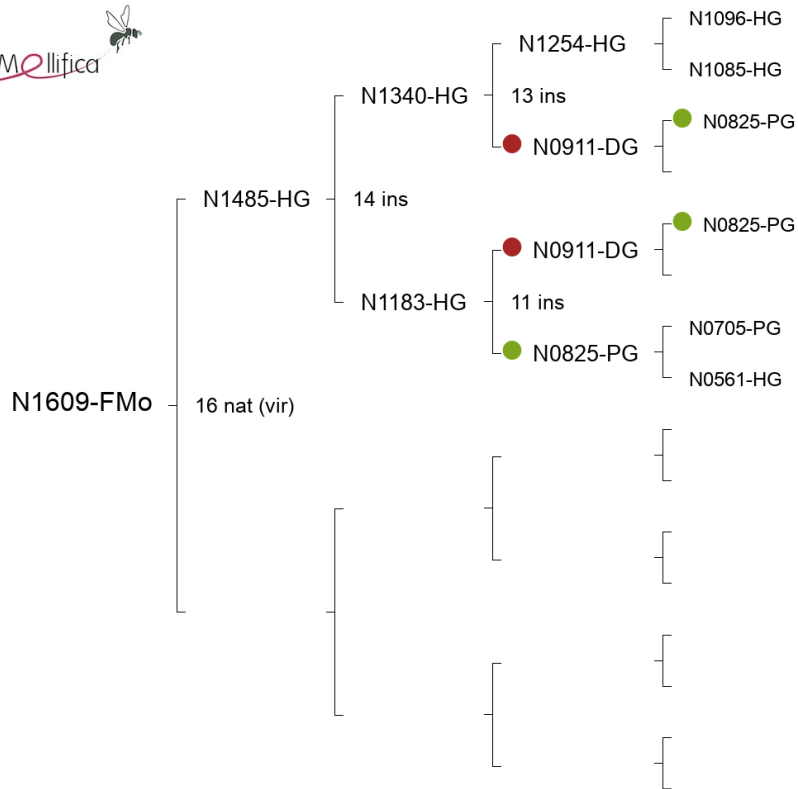 Mellifica
N1096-HG
N1254-HG
N1085-HG
N1340-HG
13 ins
N0911-DG
N0825-PG
N1485-HG
14 ins
N0911-DG
N0825-PG
N1183-HG
11 ins
N0825-PG
N0705-PG
N0561-HG
N1609-FMo
16 nat (vir)